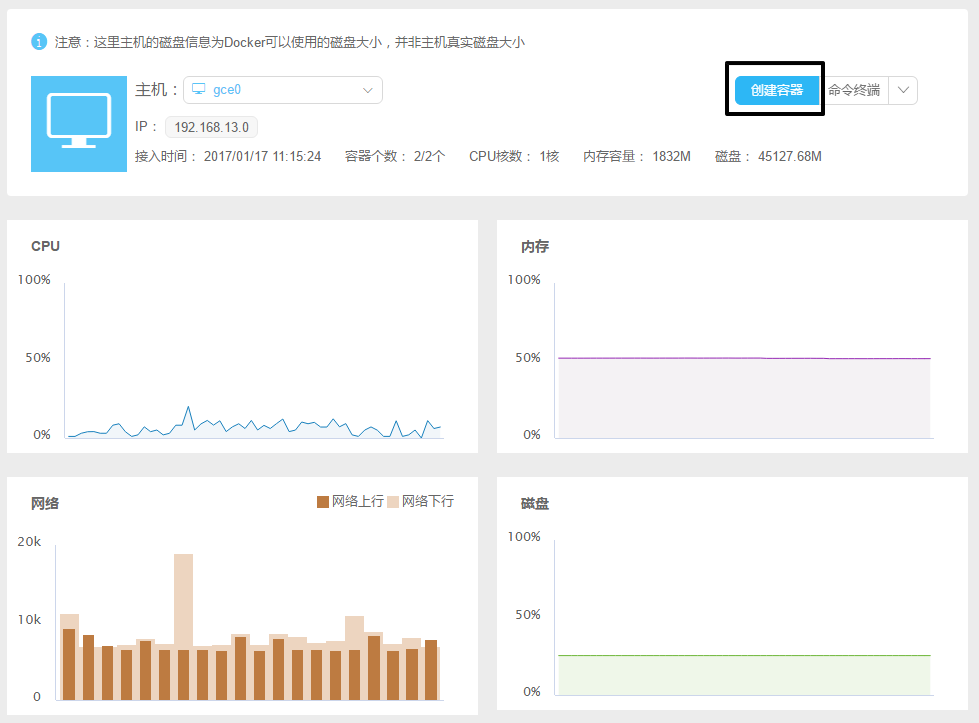 注意：这里主机的磁盘信息为Docker可以使用的磁盘大小，并非主机真实磁盘大小
主机： gce0 创建容器 命令终端
IP： 192.168.13.0
接入时间： 2017/01/17 11:15:24 容器个数： 2/2个 CPU核数： 1核 内存容量： 1832M 磁盘： 45127.68M
CPU
100%
50%
0%
内存
100%
50%
0%
网络
网络上行 网络下行
20k
10k
0
磁盘
100%
50%
0%